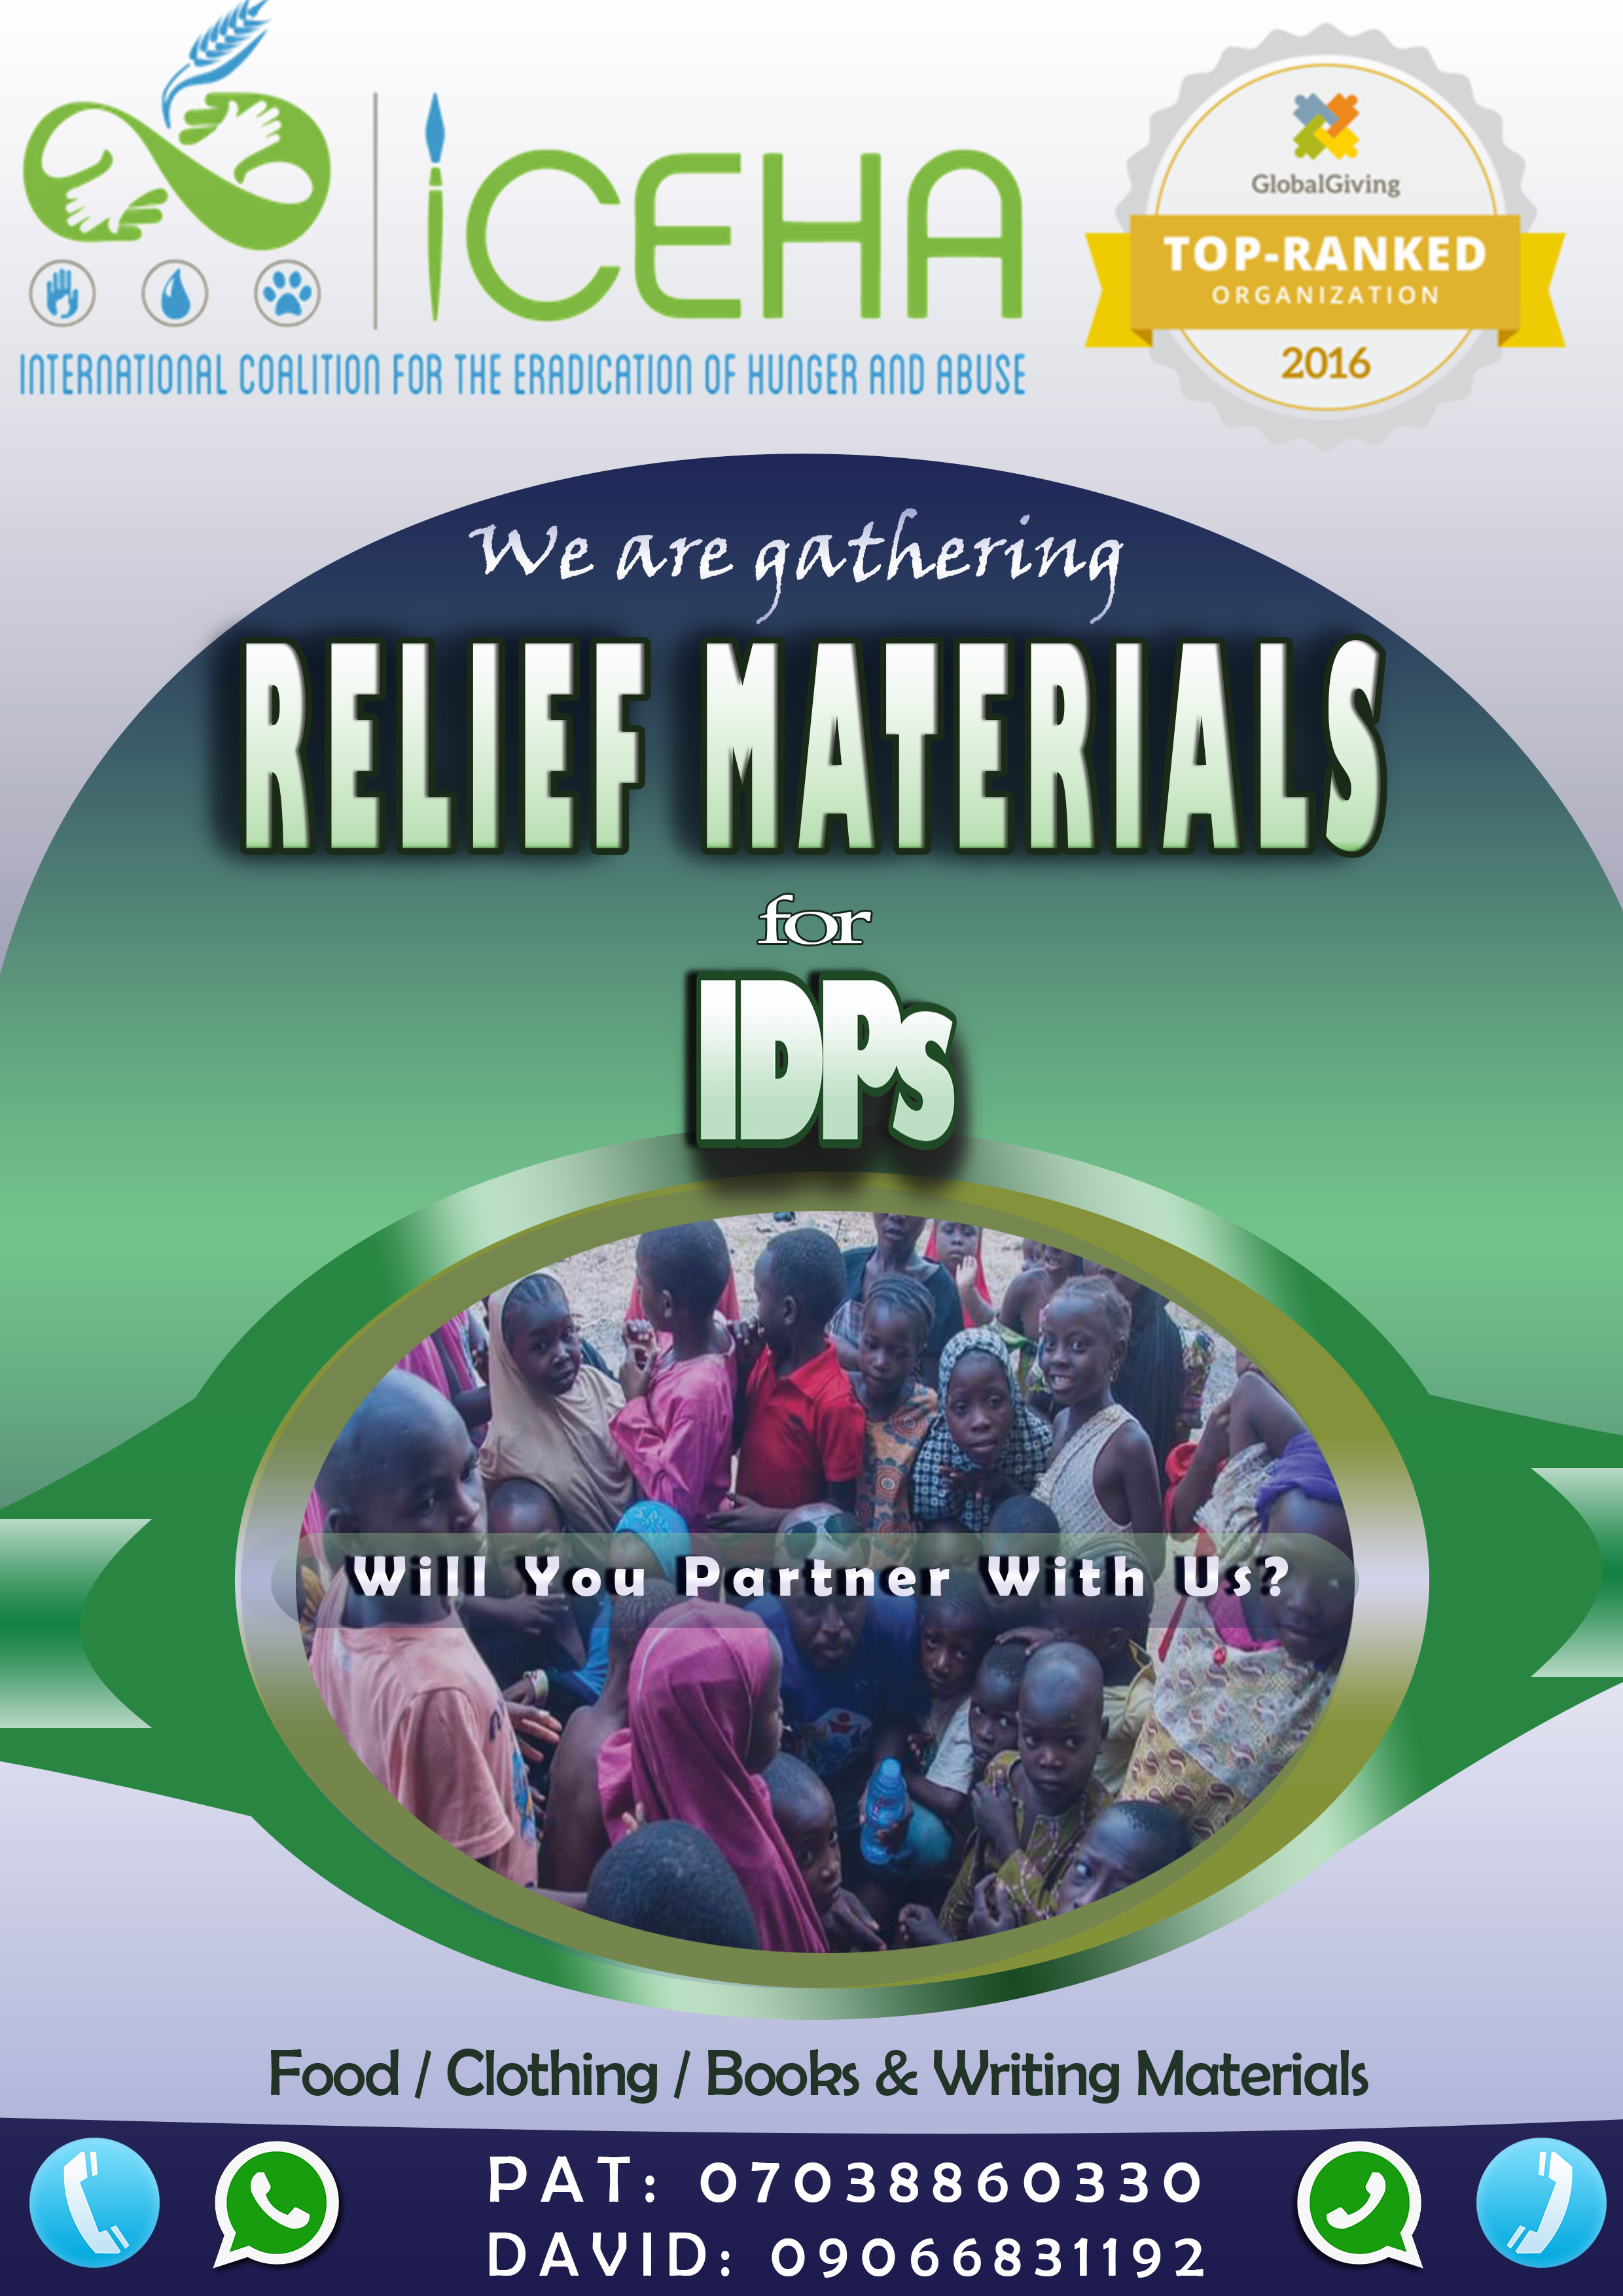 iCEHA
INTERNATIONAL COALITION FOR THE ERADICATION OF HUNGER AND ABUSE
GlobalGiving
TOP-RANKED
ORGANIZATION
2016
We are gathering
RELIEF MATERIALS
for
IDPs
Will You Partner With Us?
Food / Clothing / Books & Writing Materials
PAT: 07038860330
DAVID: 09066831192